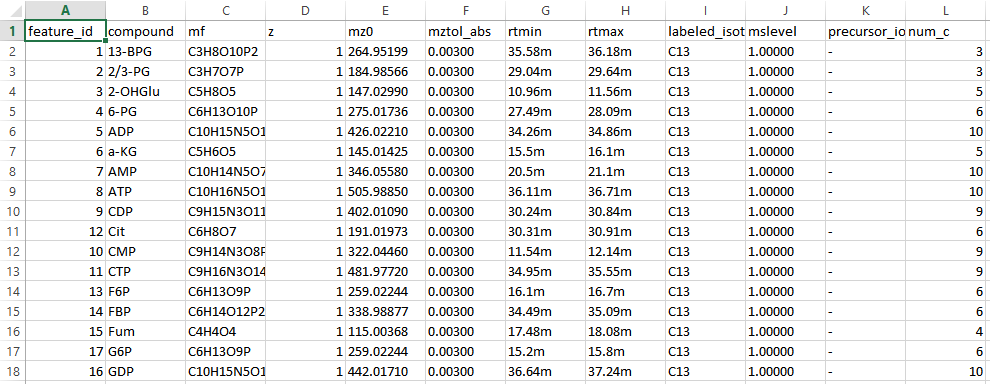 A B C D E F G H I J K L
1 feature_id compound mf z mz0 mztol_abs rtmin rtmax labeled_isot mslevel precursor_io num_c
2 1 13-BPG C3H8O10P2 1 264.95199 0.00300 35.58m 36.18m C13 1.00000 - 3
3 2 2/3-PG C3H7O7P 1 184.98566 0.00300 29.04m 29.64m C13 1.00000 - 3
4 3 2-OHGlu C5H8O5 1 147.02990 0.00300 10.96m 11.56m C13 1.00000 - 5
5 4 6-PG C6H13O10P 1 275.01736 0.00300 27.49m 28.09m C13 1.00000 - 6
6 5 ADP C10H15N5O1 1 426.02210 0.00300 34.26m 34.86m C13 1.00000 - 10
7 6 a-KG C5H6O5 1 145.01425 0.00300 15.5m 16.1m C13 1.00000 - 5
8 7 AMP C10H14N5O7 1 346.05580 0.00300 20.5m 21.1m C13 1.00000 - 10
9 8 ATP C10H16N5O1 1 505.98850 0.00300 36.11m 36.71m C13 1.00000 - 10
10 9 CDP C9H15N3O11 1 402.01090 0.00300 30.24m 30.84m C13 1.00000 - 9
11 12 Cit C6H8O7 1 191.01973 0.00300 30.31m 30.91m C13 1.00000 - 6
12 10 CMP C9H14N3O8P 1 322.04460 0.00300 11.54m 12.14m C13 1.00000 - 9
13 11 CTP C9H16N3O14 1 481.97720 0.00300 34.95m 35.55m C13 1.00000 - 9
14 13 F6P C6H13O9P 1 259.02244 0.00300 16.1m 16.7m C13 1.00000 - 6
15 14 FBP C6H14O12P2 1 338.98877 0.00300 34.49m 35.09m C13 1.00000 - 6
16 15 Fum C4H4O4 1 115.00368 0.00300 17.48m 18.08m C13 1.00000 - 4
17 17 G6P C6H13O9P 1 259.02244 0.00300 15.2m 15.8m C13 1.00000 - 6
18 16 GDP C10H15N5O1 1 442.01710 0.00300 36.64m 37.24m C13 1.00000 - 10